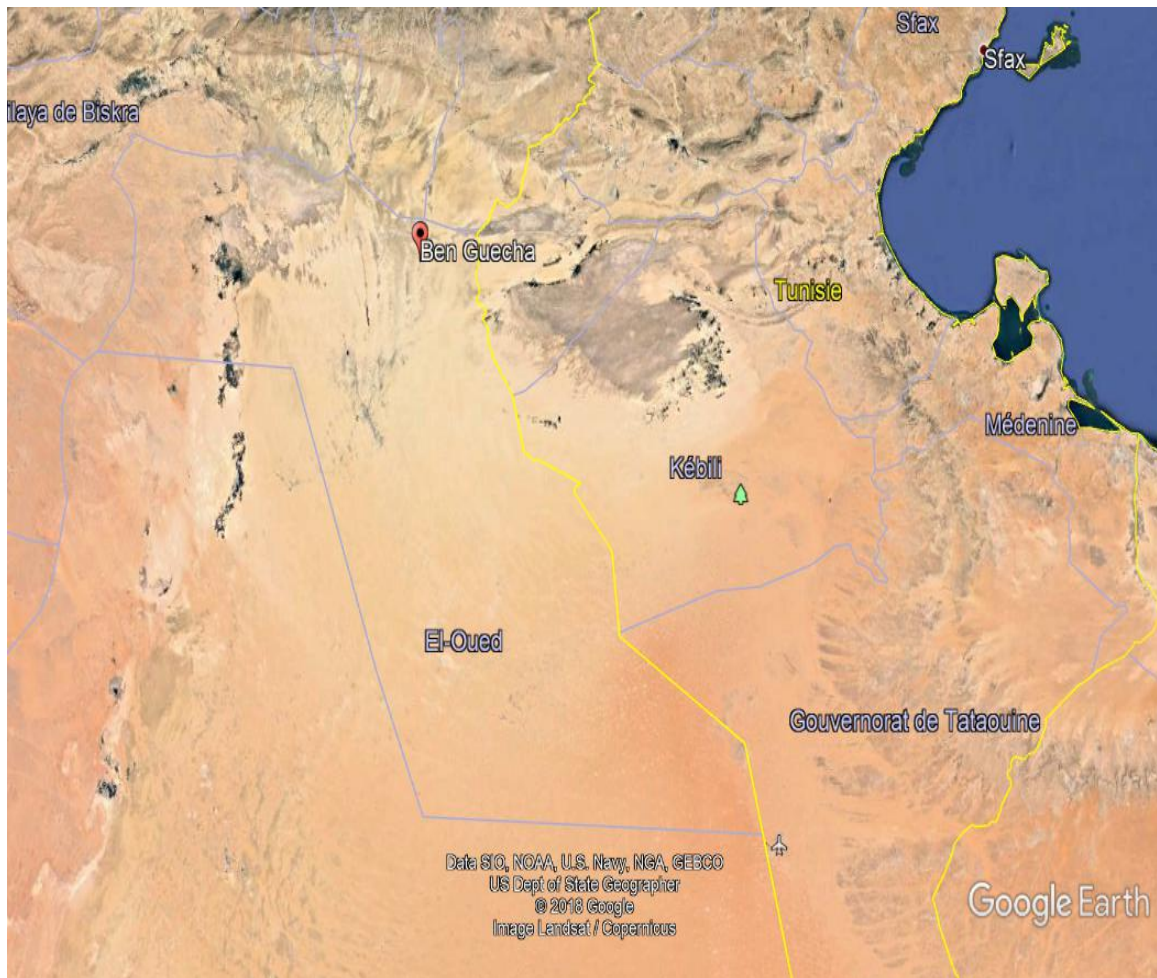 Sfax
Sfax
ilaya de Biskra
Ben Guecha
Tunisie
Médenine
Kébili
El-Oued
Gouvernorat de Tataouine
Data SIO, NOAA, U.S. Navy, NGA, GEBCO
US Dept of State Geographer
© 2018 Google
Image Landsat / Copernicus
Google Earth